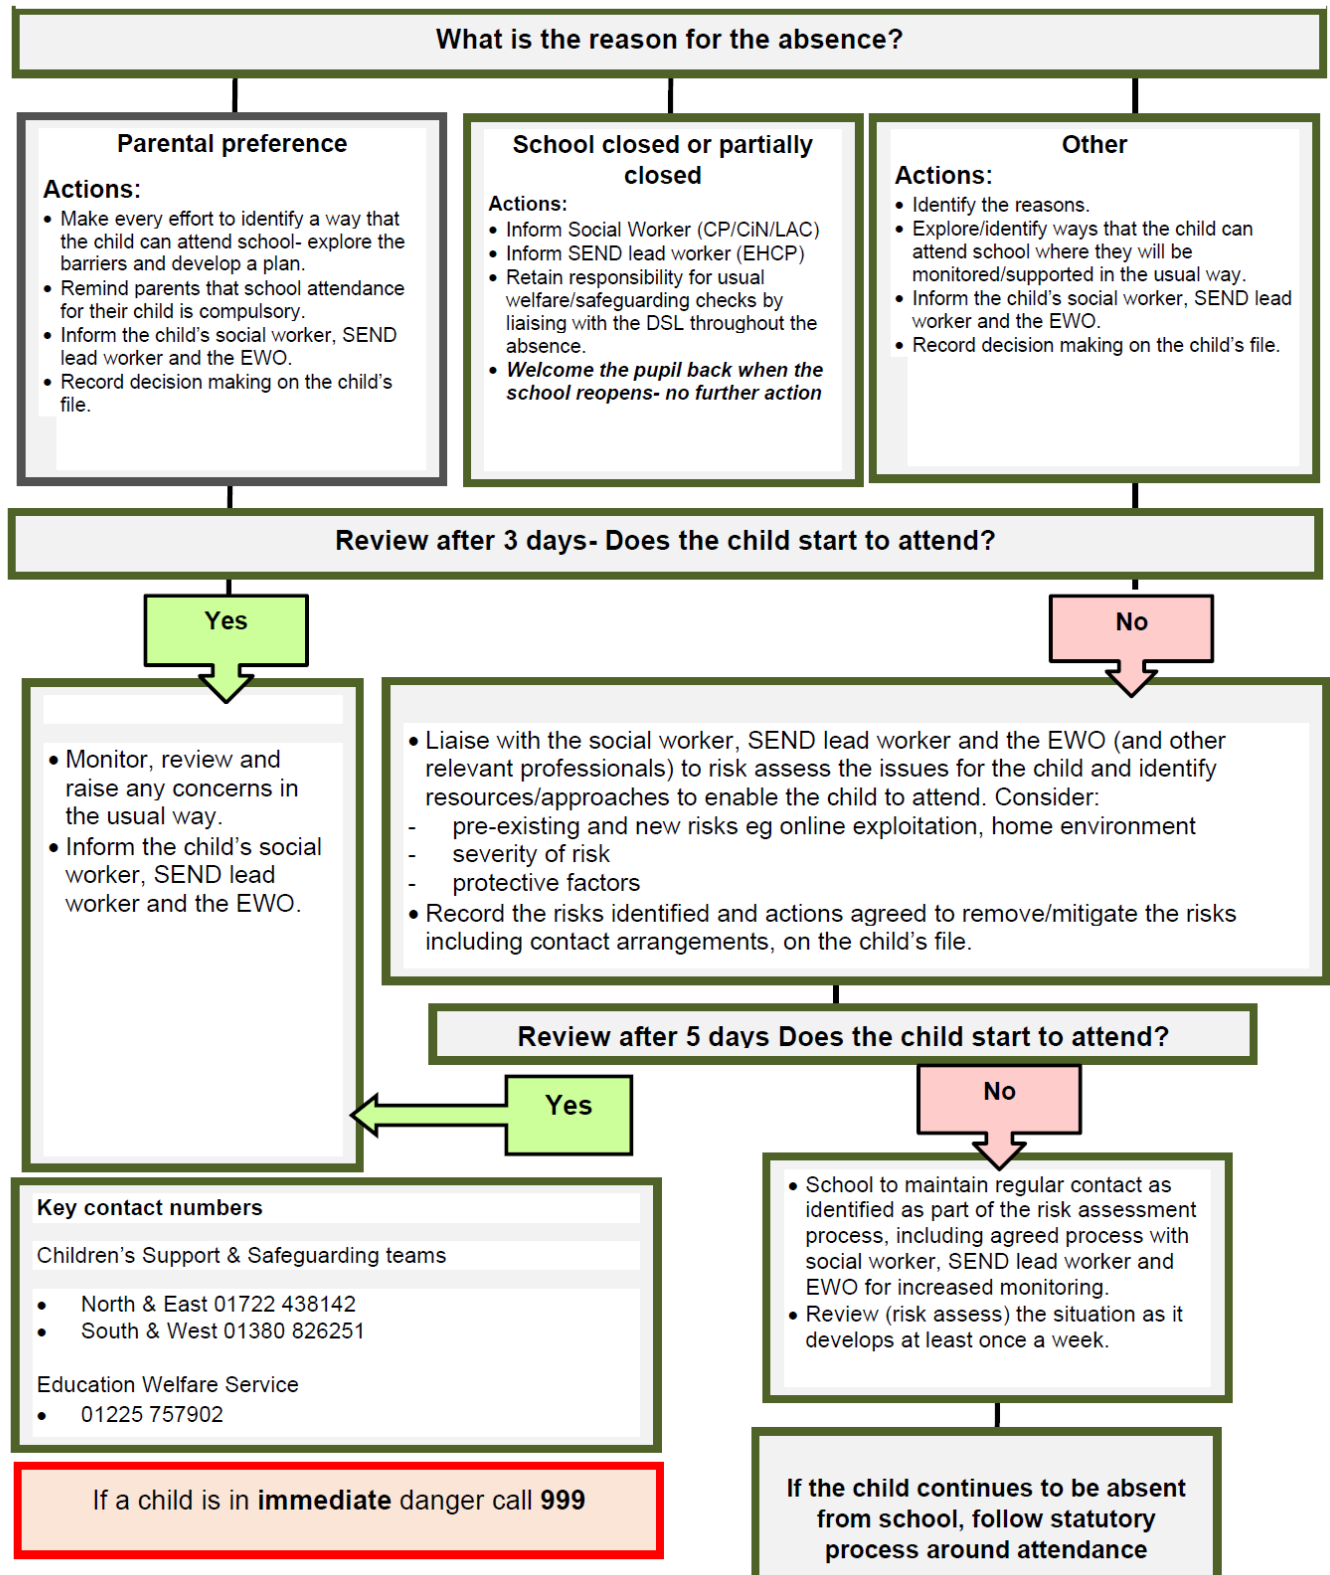 What is the reason for the absence?
Parental preference
Actions:
• Make every effort to identify a way that
the child can attend school- explore the
barriers and develop a plan.
• Remind parents that school attendance
for their child is compulsory.
• Inform the child's social worker, SEND
lead worker and the EWO.
• Record decision making on the child's
file.
School closed or partially
closed
Actions:
• Inform Social Worker (CP/CiN/LAC)
• Inform SEND lead worker (EHCP)
• Retain responsibility for usual
welfare/safeguarding checks by
liaising with the DSL throughout the
absence.
• Welcome the pupil back when the
school reopens- no further action
Other
Actions:
• Identify the reasons.
• Explore/identify ways that the child can
attend school where they will be
monitored/supported in the usual way.
• Inform the child's social worker, SEND lead
worker and the EWO.
• Record decision making on the child's file.
Review after 3 days- Does the child start to attend?
Yes
No
• Monitor, review and
raise any concerns in
the usual way.
• Inform the child's social
worker, SEND lead
worker and the EWO.
• Liaise with the social worker, SEND lead worker and the EWO (and other
relevant professionals) to risk assess the issues for the child and identify
resources/approaches to enable the child to attend. Consider:
- pre-existing and new risks eg online exploitation, home environment
- severity of risk
- protective factors
• Record the risks identified and actions agreed to remove/mitigate the risks
including contact arrangements, on the child's file.
Review after 5 days Does the child start to attend?
Yes
No
• School to maintain regular contact as
identified as part of the risk assessment
process, including agreed process with
social worker, SEND lead worker and
EWO for increased monitoring.
• Review (risk assess) the situation as it
develops at least once a week.
Key contact numbers
Children's Support & Safeguarding teams
• North & East 01722 438142
• South & West 01380 826251
Education Welfare Service
• 01225 757902
If a child is in immediate danger call 999
If the child continues to be absent
from school, follow statutory
process around attendance